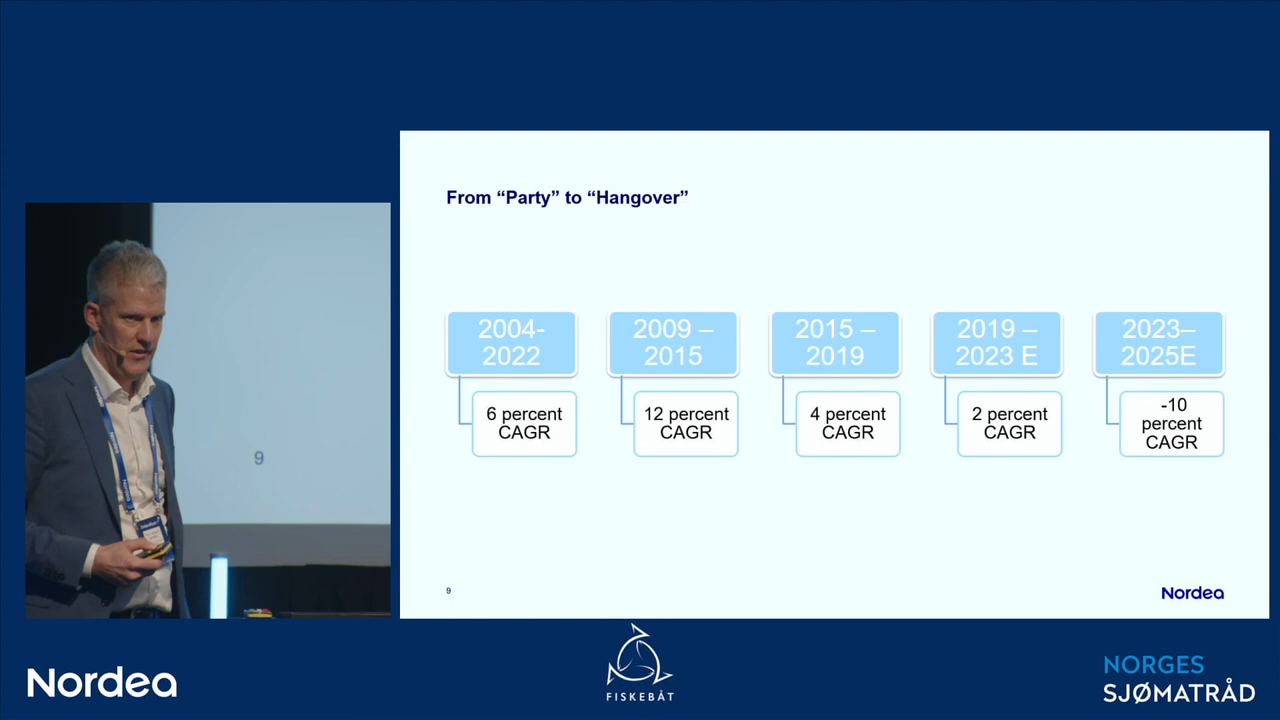 From “Party” to “Hangover”
2004-
2022
2009 –
2015
2015 –
2019
2019 –
2023 E
2023–
2025E
6 percent
CAGR
12 percent
CAGR
4 percent
CAGR
2 percent
CAGR
-10
percent
CAGR
9
9
Nordea
Nordea
FISKEBÅT
NORGES
SJØMATRÅD